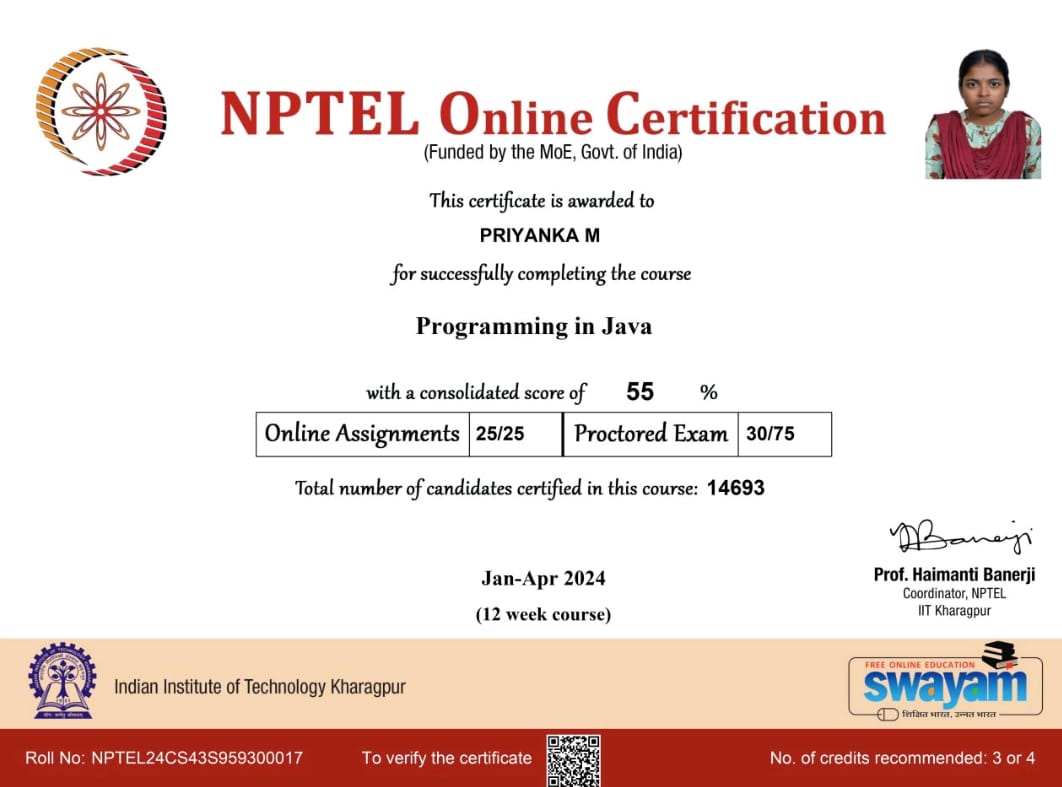 NPTEL Online Certification
(Funded by the MoE, Govt. of India)
This certificate is awarded to
PRIYANKA M
for successfully completing the course
Programming in Java
with a consolidated score of 55 %
Online Assignments 25/25 Proctored Exam 30/75
Total number of candidates certified in this course: 14693
Jan-Apr 2024
(12 week course)
Prof. Haimanti Banerji
Coordinator, NPTEL
IIT Kharagpur
Indian Institute of Technology Kharagpur
FREE ONLINE EDUCATION
swayam
शिक्षित भारत, उन्नत भारत
Roll No: NPTEL24CS43S959300017
To verify the certificate
No. of credits recommended: 3 or 4